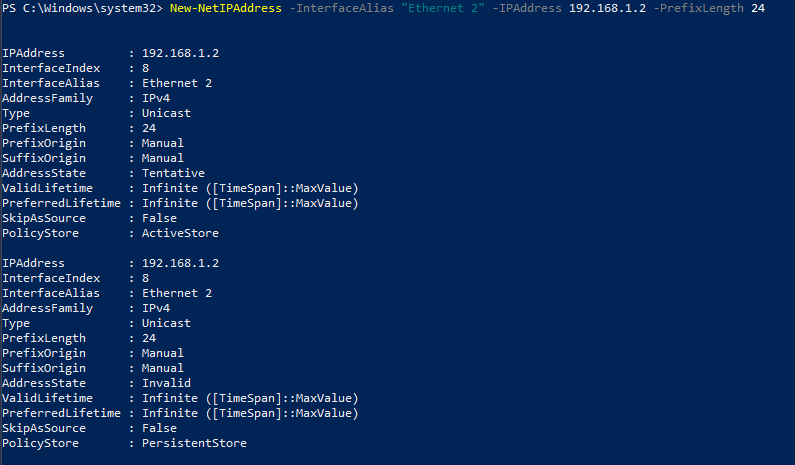 PS C:\Windows\system32> New-NetIPAddress -InterfaceAlias "Ethernet 2" -IPAddress 192.168.1.2 -PrefixLength 24
IPAddress         : 192.168.1.2
InterfaceIndex    : 8
InterfaceAlias    : Ethernet 2
AddressFamily     : IPv4
Type              : Unicast
PrefixLength      : 24
PrefixOrigin      : Manual
SuffixOrigin      : Manual
AddressState      : Tentative
ValidLifetime     : Infinite ([TimeSpan]::MaxValue)
PreferredLifetime : Infinite ([TimeSpan]::MaxValue)
SkipAsSource      : False
PolicyStore       : ActiveStore
IPAddress         : 192.168.1.2
InterfaceIndex    : 8
InterfaceAlias    : Ethernet 2
AddressFamily     : IPv4
Type              : Unicast
PrefixLength      : 24
PrefixOrigin      : Manual
SuffixOrigin      : Manual
AddressState      : Invalid
ValidLifetime     : Infinite ([TimeSpan]::MaxValue)
PreferredLifetime : Infinite ([TimeSpan]::MaxValue)
SkipAsSource      : False
PolicyStore       : PersistentStore